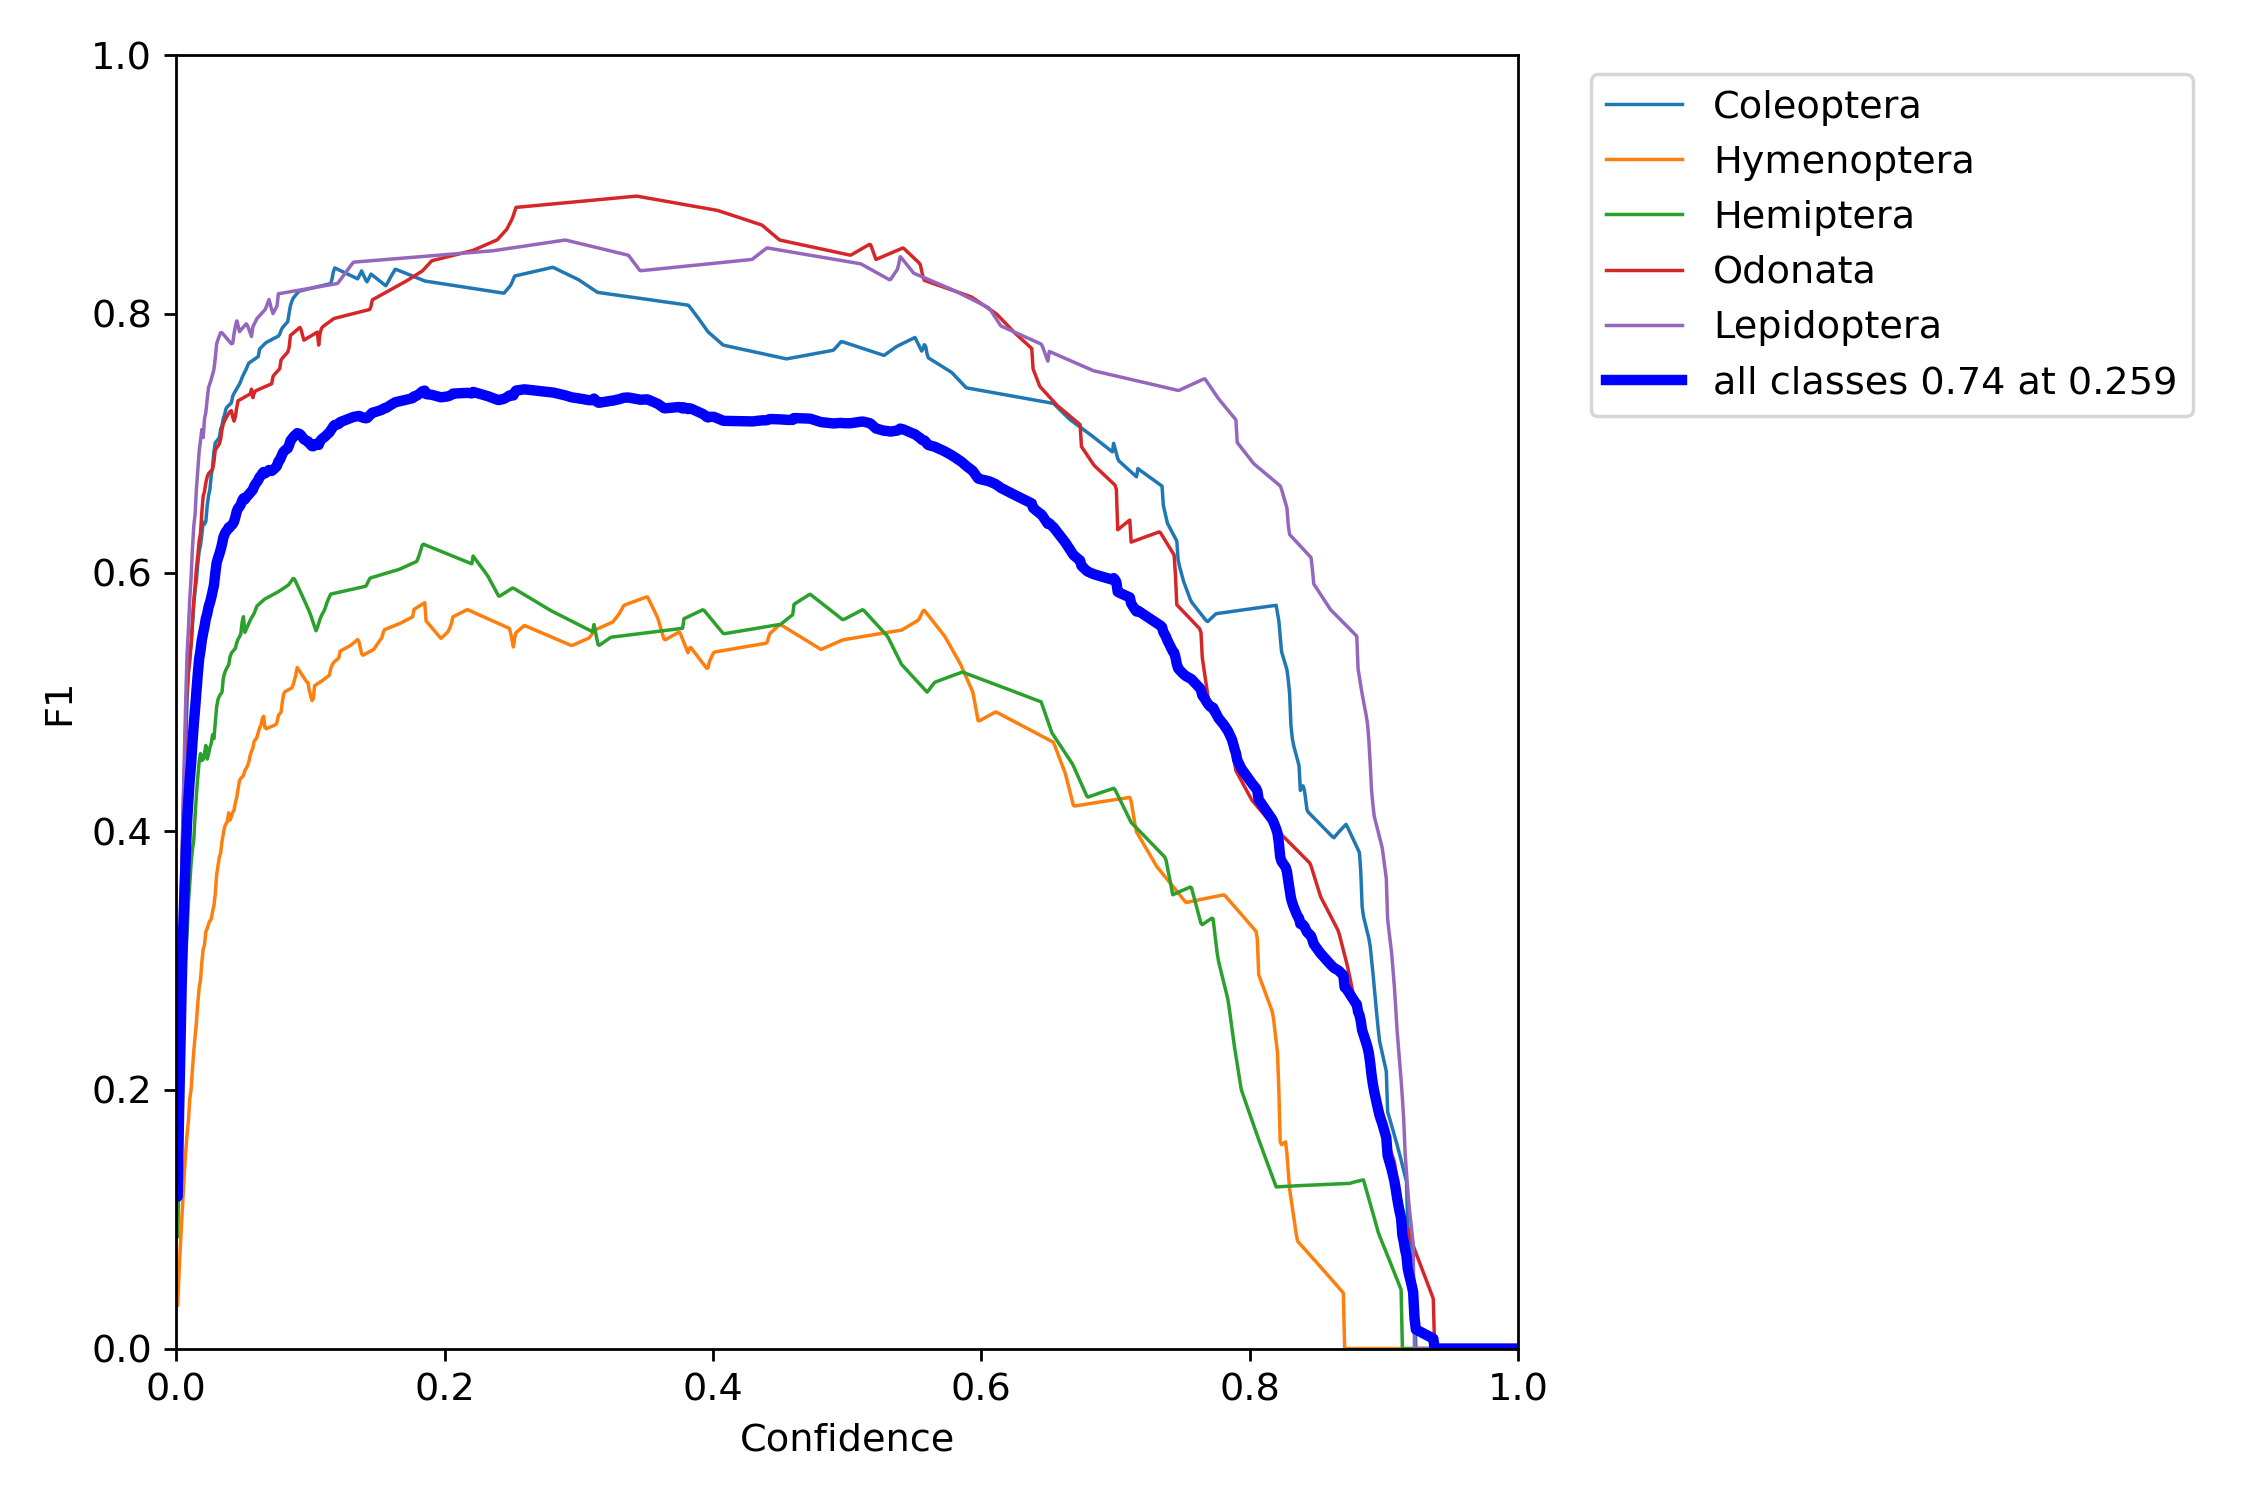 1.0
0.8
0.6
0.4
0.2
0.0
F1
0.0 0.2 0.4 0.6 0.8 1.0
Confidence
Coleoptera
Hymenoptera
Hemiptera
Odonata
Lepidoptera
all classes 0.74 at 0.259